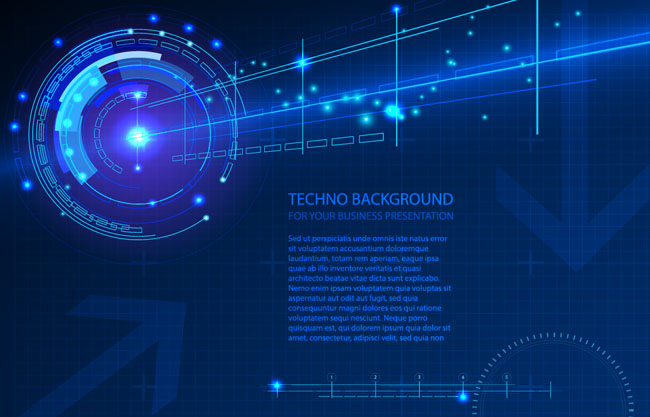 TECHNO BACKGROUND
FOR YOUR BUSINESS PRESENTATION
Sed ut perspiciatis unde omnis iste natus error
sit voluptatem accusantium doloremque
laudantium, totam rem aperiam, eaque ipsa
quae ab illo inventore veritatis et quasi
architecto beatae vitae dicta sunt explicabo.
Nemo enim ipsam voluptatem quia voluptas sit
aspernatur aut odit aut fugit, sed quia
consequuntur magni dolores eos qui ratione
voluptatem sequi nesciunt. Neque porro
quisquam est, qui dolorem ipsum quia dolor sit
amet, consectetur, adipisci velit, sed quia non
1 2 3 4 5